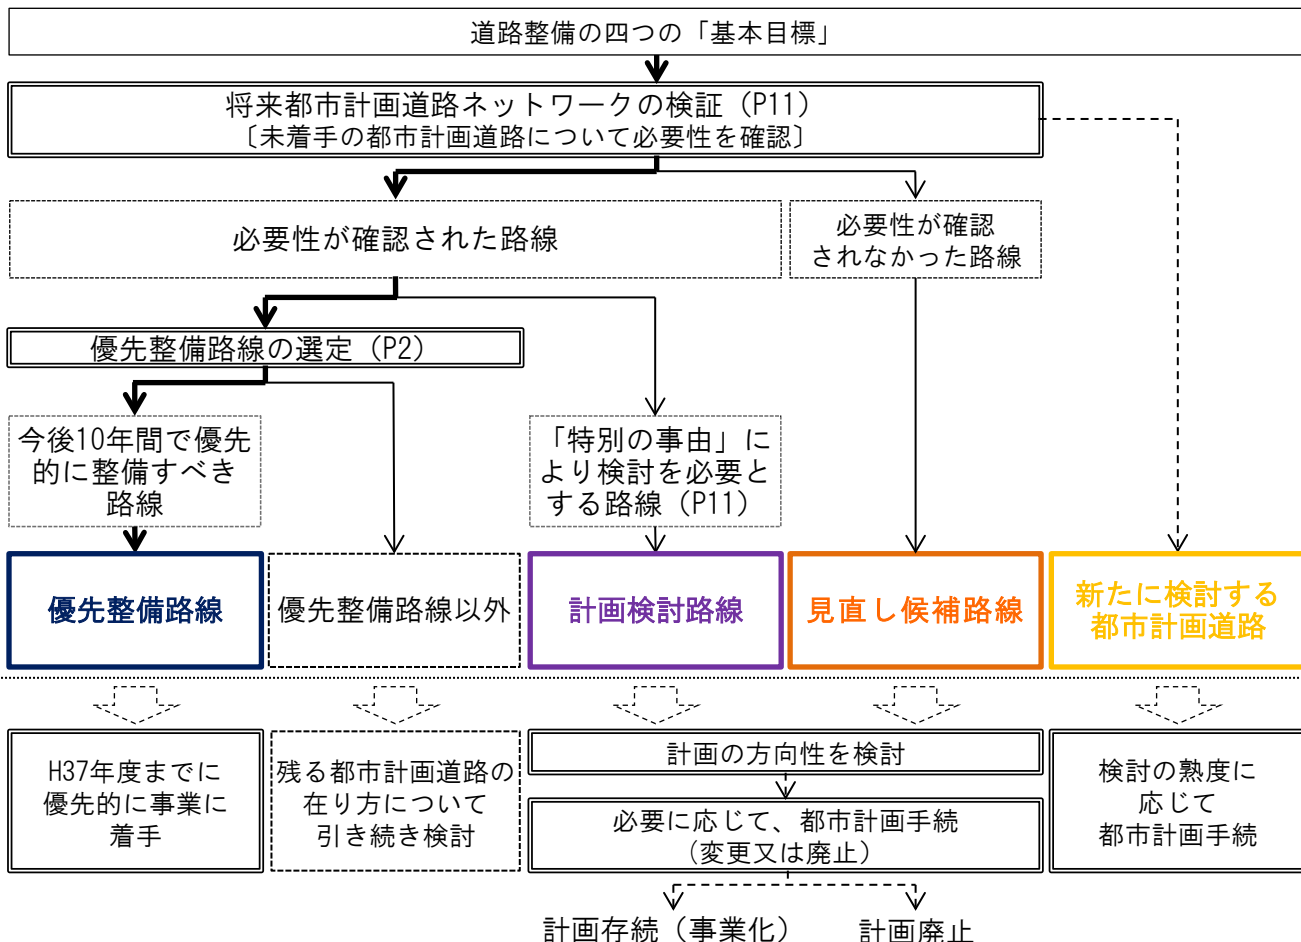 道路整備の四つの「基本目標」
将来都市計画道路ネットワークの検証（P11）
〔未着手の都市計画道路について必要性を確認〕
必要性が確認された路線
必要性が確認
されなかった路線
優先整備路線の選定（P2）
今後10年間で優先
的に整備すべき
路線
「特別の事由」に
より検討を必要と
する路線（P11）
優先整備路線
優先整備路線以外
計画検討路線
見直し候補路線
新たに検討する
都市計画道路
H37年度までに
優先的に事業に
着手
残る都市計画道路の
在り方について
引き続き検討
計画の方向性を検討
必要に応じて、都市計画手続
（変更又は廃止）
検討の熟度に
応じて
都市計画手続
計画存続（事業化）
計画廃止